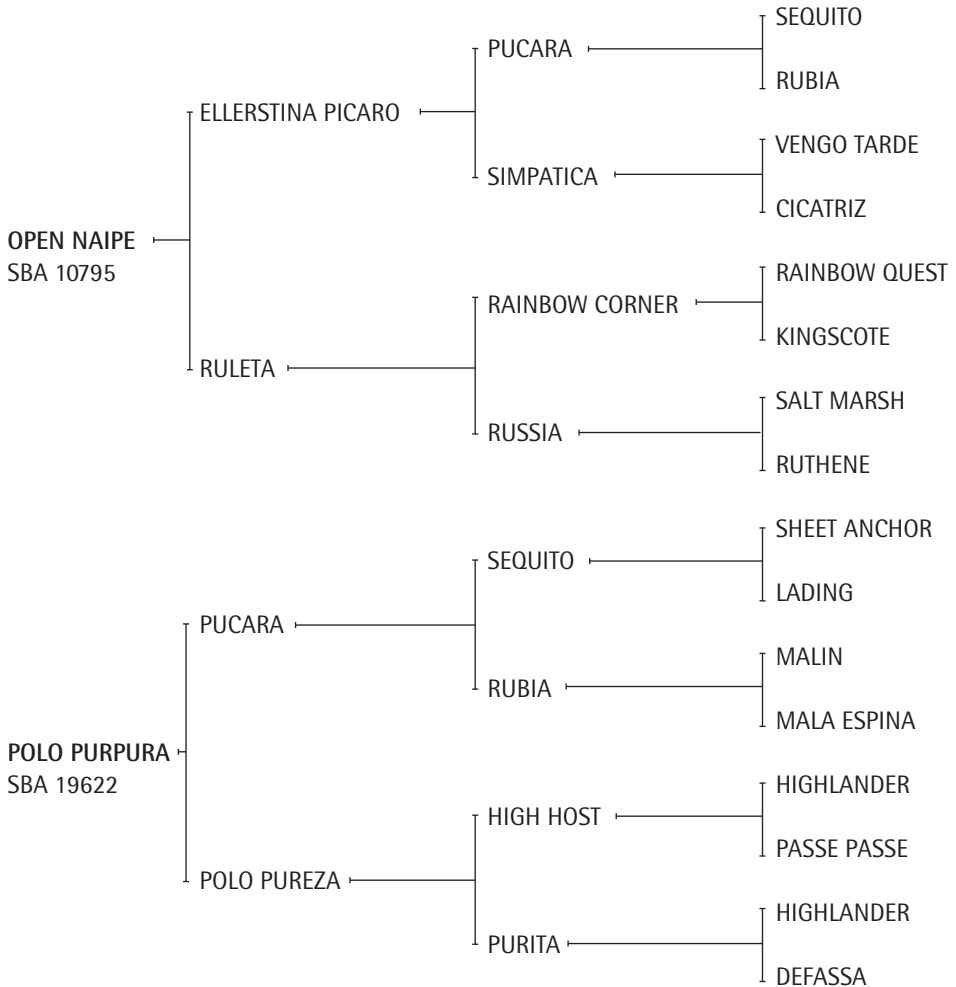 SEQUITO
PUCARA
RUBIA
ELLERSTINA PICARO
VENGO TARDE
SIMPATICA
CICATRIZ
OPEN NAIPE
SBA 10795
RAINBOW QUEST
RAINBOW CORNER
KINGSCOTE
RULETA
SALT MARSH
RUSSIA
RUTHENE
SHEET ANCHOR
SEQUITO
LADING
PUCARA
MALIN
RUBIA
MALA ESPINA
POLO PURPURA
SBA 19622
HIGHLANDER
HIGH HOST
PASSE PASSE
POLO PUREZA
HIGHLANDER
PURITA
DEFASSA